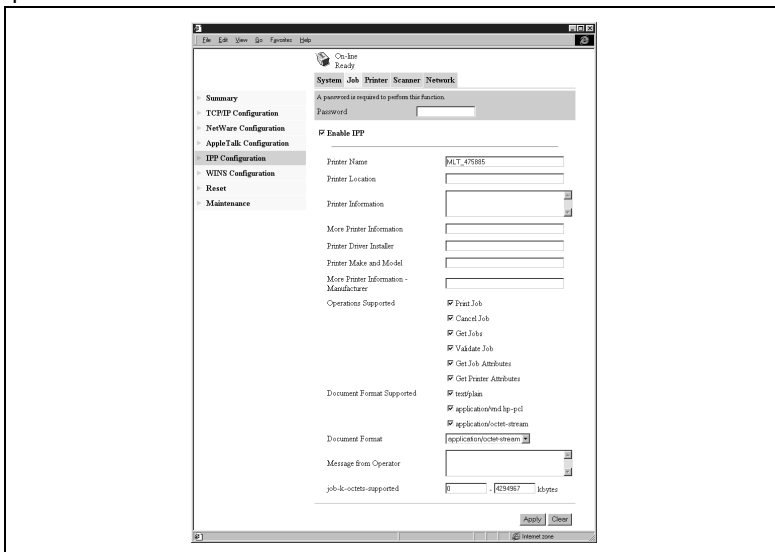 File Edit View Go Favorites Help
On-line
Ready
System Job Printer Scanner Network
Summary
TCP/IP Configuration
NetWare Configuration
AppleTalk Configuration
IPP Configuration
WINS Configuration
Reset
Maintenance
A password is required to perform this function.
Password
Enable IPP
Printer Name MLT_475885
Printer Location
Printer Information
More Printer Information
Printer Driver Installer
Printer Make and Model
More Printer Information -
Manufacturer
Operations Supported Print Job
Cancel Job
Get Jobs
Validate Job
Get Job Attributes
Get Printer Attributes
Document Format Supported text/plain
application/vnd.hp-pcl
application/octet-stream
Document Format application/octet-stream
Message from Operator
job-k-octets-supported 0 - 4294967 kbytes
Apply Clear
Internet zone